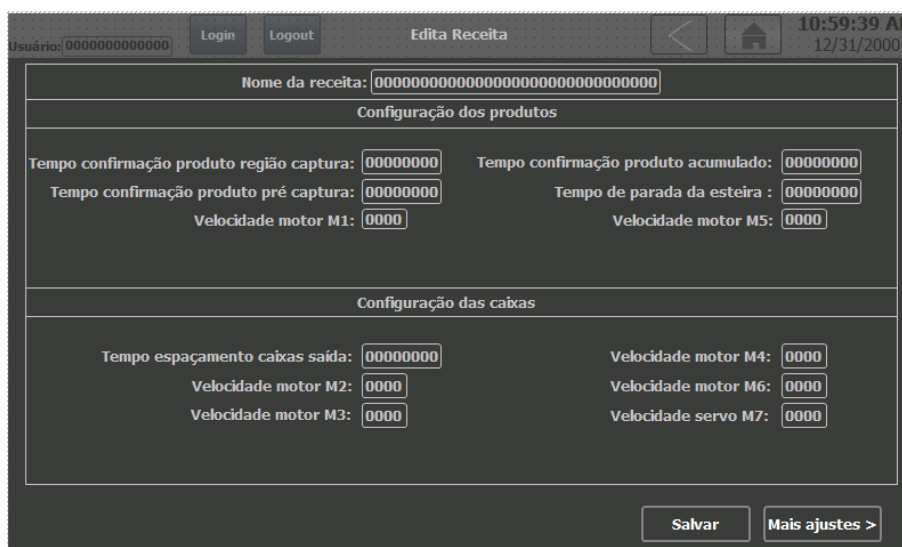 Usuário: 0000000000000 Login Logout Edita Receita 10:59:39 A
12/31/2000
Nome da receita: 00000000000000000000000000000000
Configuração dos produtos
Tempo confirmação produto região captura: 00000000 Tempo confirmação produto acumulado: 00000000
Tempo confirmação produto pré captura: 00000000 Tempo de parada da esteira : 00000000
Velocidade motor M1: 0000 Velocidade motor M5: 0000
Configuração das caixas
Tempo espaçamento caixas saída: 00000000 Velocidade motor M4: 0000
Velocidade motor M2: 0000 Velocidade motor M6: 0000
Velocidade motor M3: 0000 Velocidade servo M7: 0000
Salvar Mais ajustes >